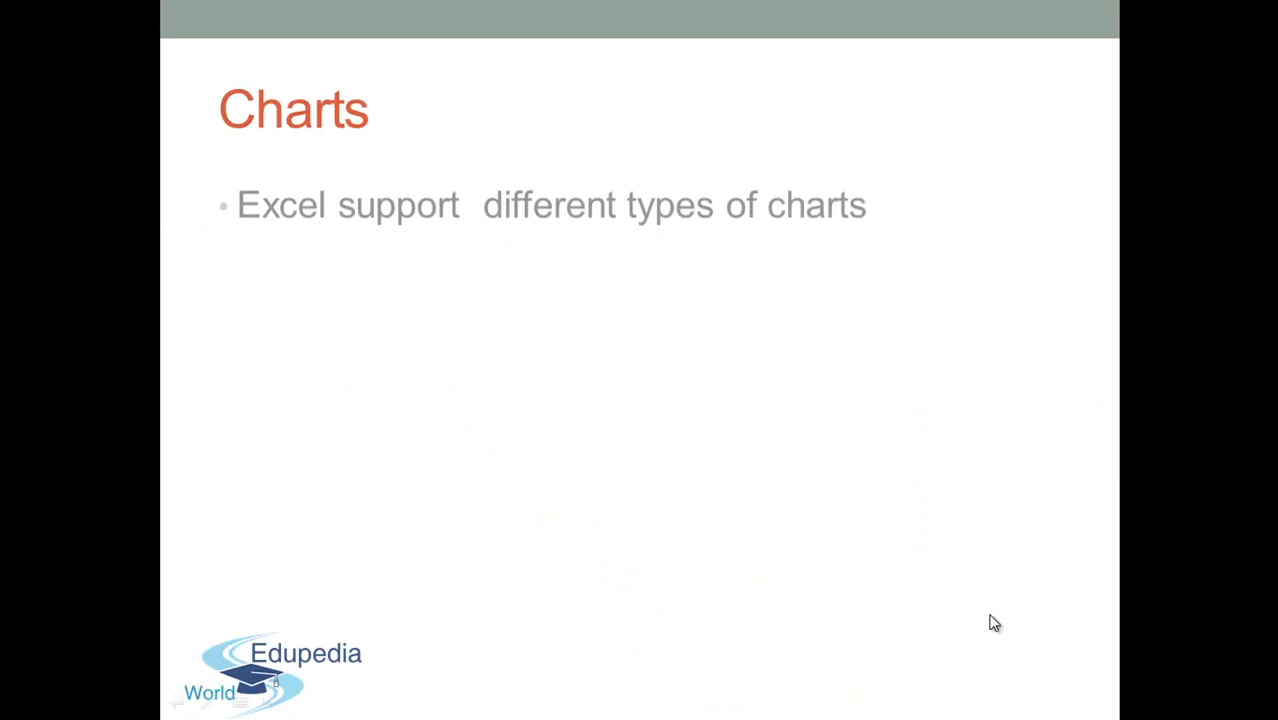 Charts
• Excel support  different types of charts
Edupedia
World